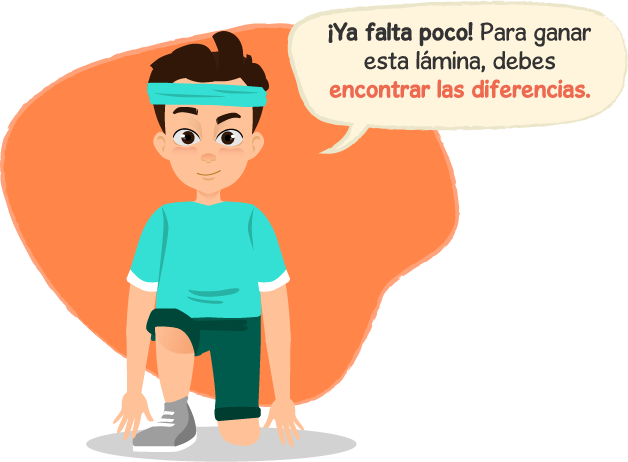 ¡Ya falta poco! Para ganar
esta lámina, debes
encontrar las diferencias.